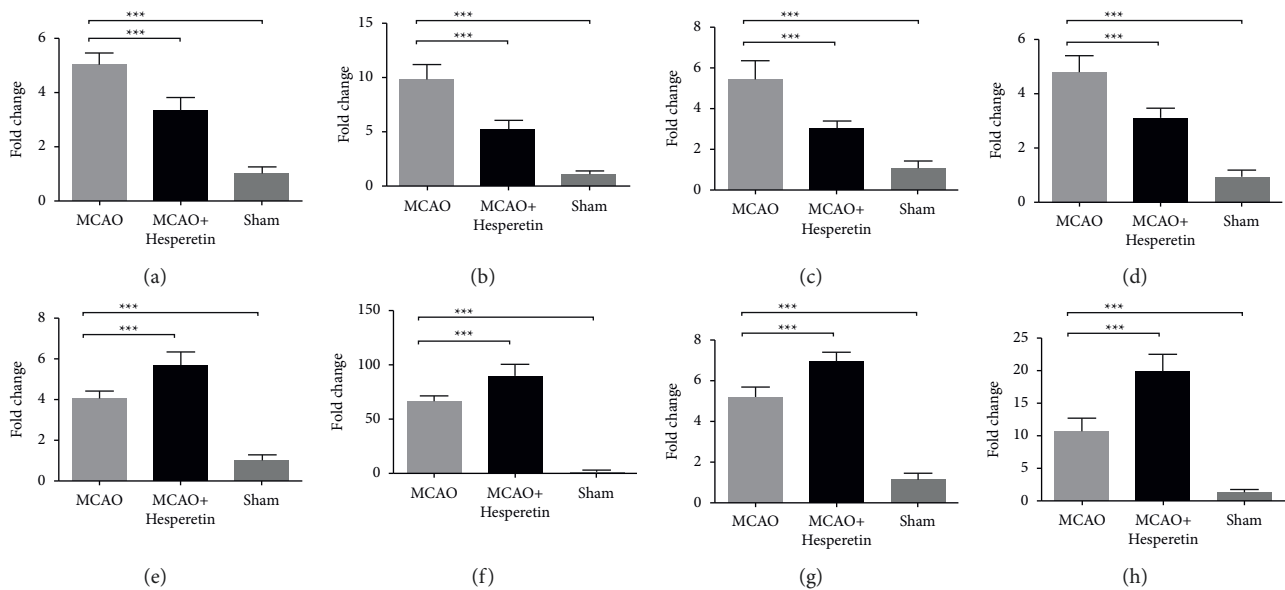 ***
***
6
4
2
0
Fold change
MCAO
MCAO+
Hesperetin
Sham
(a)
***
***
15
10
5
0
Fold change
MCAO
MCAO+
Hesperetin
Sham
(b)
***
***
8
6
4
2
0
Fold change
MCAO
MCAO+
Hesperetin
Sham
(c)
***
***
6
4
2
0
Fold change
MCAO
MCAO+
Hesperetin
Sham
(d)
***
***
8
6
4
2
0
Fold change
MCAO
MCAO+
Hesperetin
Sham
(e)
***
***
150
100
50
0
Fold change
MCAO
MCAO+
Hesperetin
Sham
(f)
***
***
8
6
4
2
0
Fold change
MCAO
MCAO+
Hesperetin
Sham
(g)
***
***
25
20
15
10
5
0
Fold change
MCAO
MCAO+
Hesperetin
Sham
(h)